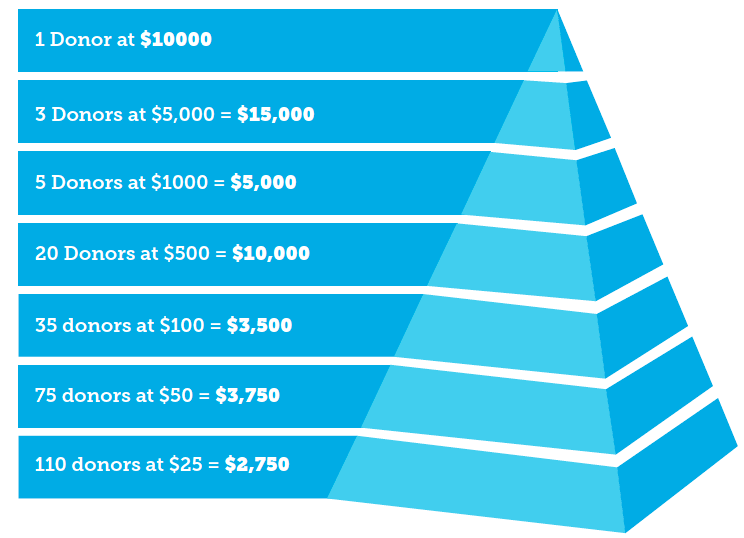 1 Donor at $10000
3 Donors at $5,000 = $15,000
5 Donors at $1000 = $5,000
20 Donors at $500 = $10,000
35 donors at $100 = $3,500
75 donors at $50 = $3,750
110 donors at $25 = $2,750